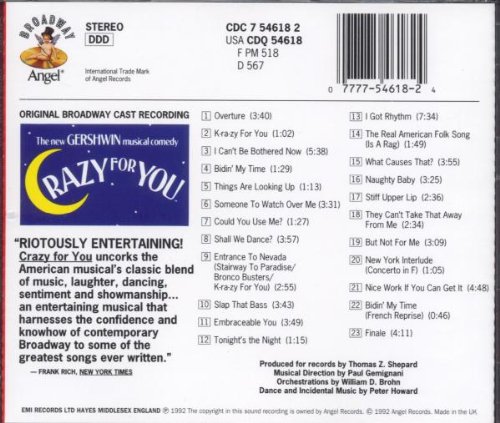 BROADWAY
Angel®
STEREO
DDD
International Trade Mark
of Angel Records
CDC 7 54618 2
USA CDQ 54618
F PM 518
D 567
0 7777-54618-2 4
ORIGINAL BROADWAY CAST RECORDING
The new GERSHWIN musical comedy
CRAZY FOR YOU
"RIOTOUSLY ENTERTAINING!
Crazy for You uncorks the
American musical's classic blend
of music, laughter, dancing,
sentiment and showmanship...
an entertaining musical that
harnesses the confidence and
knowhow of contemporary
Broadway to some of the
greatest songs ever written."
— FRANK RICH, NEW YORK TIMES
1 Overture (3:40)
2 K-ra-zy For You (1:02)
3 I Can't Be Bothered Now (5:38)
4 Bidin' My Time (1:29)
5 Things Are Looking Up (1:13)
6 Someone To Watch Over Me (3:31)
7 Could You Use Me? (1:27)
8 Shall We Dance? (3:57)
9 Entrance To Nevada
(Stairway To Paradise/
Bronco Busters/
K-ra-zy For You) (2:55)
10 Slap That Bass (3:43)
11 Embraceable You (3:49)
12 Tonight's the Night (1:15)
13 I Got Rhythm (7:34)
14 The Real American Folk Song
(Is A Rag) (1:49)
15 What Causes That? (3:55)
16 Naughty Baby (3:25)
17 Stiff Upper Lip (3:36)
18 They Can't Take That Away
From Me (2:34)
19 But Not For Me (3:09)
20 New York Interlude
(Concerto in F) (1:05)
21 Nice Work If You Can Get It (4:48)
22 Bidin' My Time
(French Reprise) (0:46)
23 Finale (4:11)
Produced for records by Thomas Z. Shepard
Musical Direction by Paul Gemignani
Orchestrations by William D. Brohn
Dance and Incidental Music by Peter Howard
EMI RECORDS LTD HAYES MIDDLESEX ENGLAND ℗ 1992 The copyright in this sound recording is owned by Angel Records. © 1992 Angel Records. Made in the UK